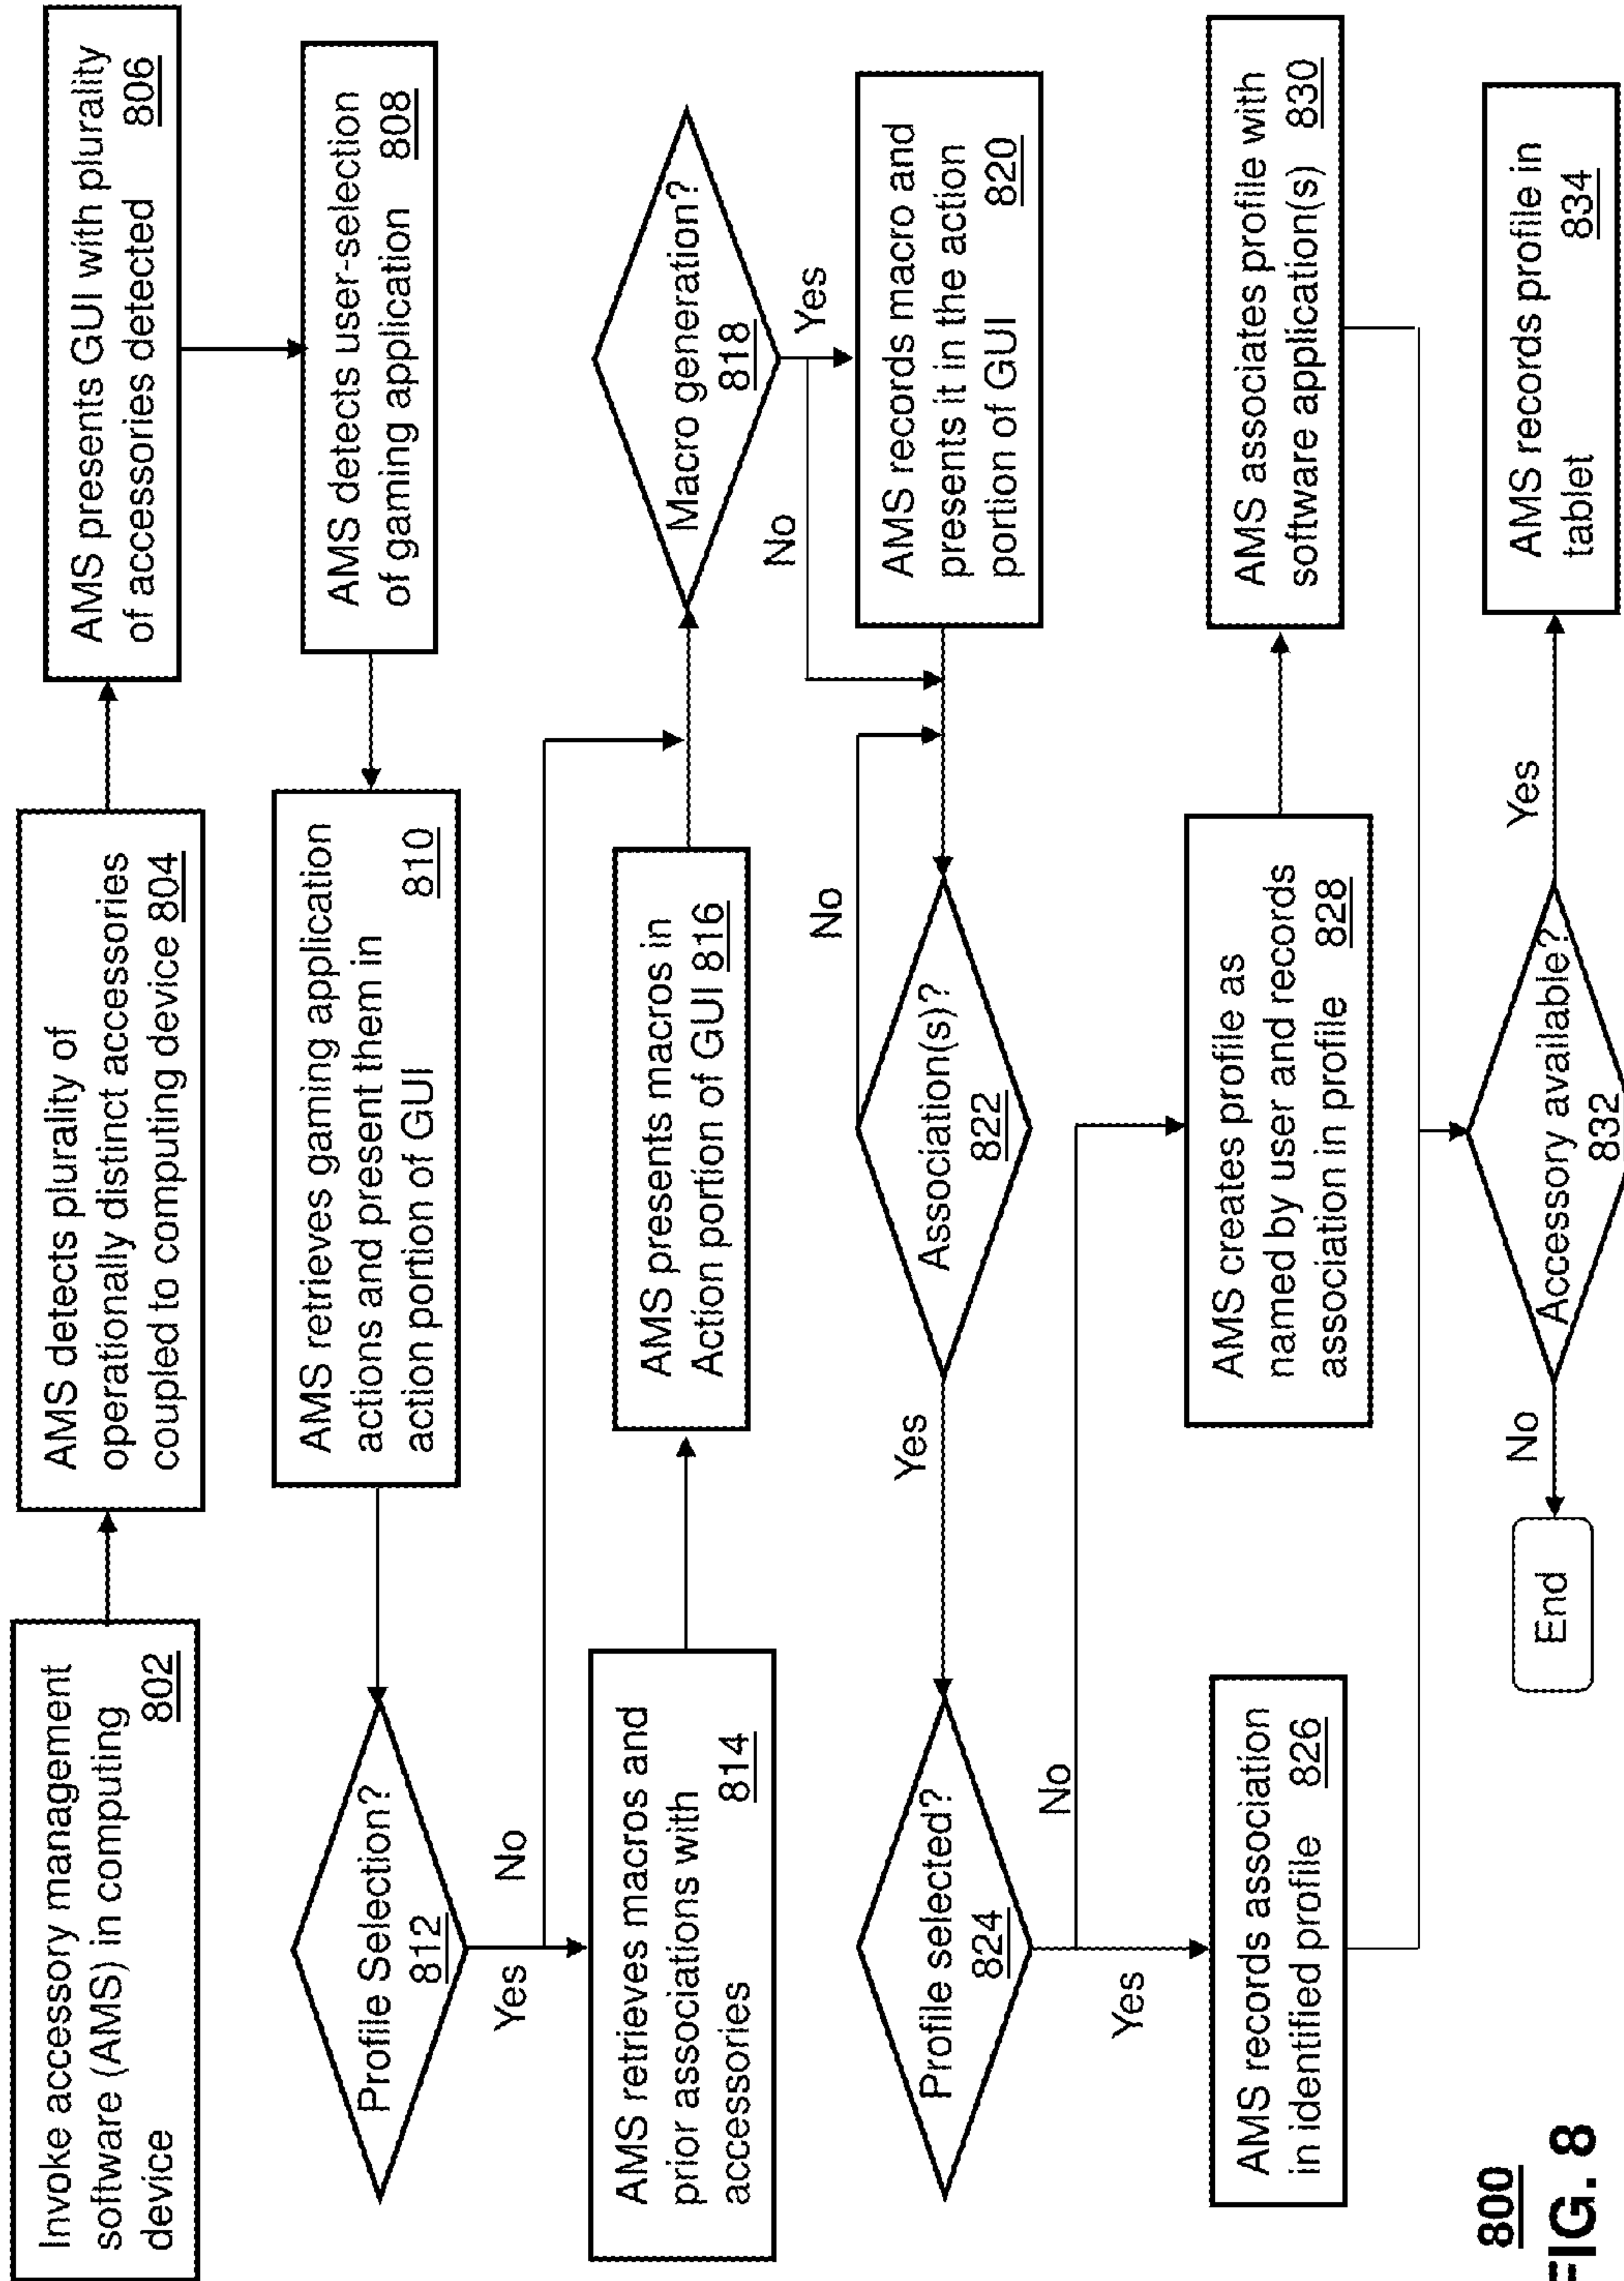 Invoke accessory management
software (AMS) in computing
device 802
AMS detects plurality of
operationally distinct accessories
coupled to computing device 804
AMS presents GUI with plurality
of accessories detected 806
AMS detects user-selection
of gaming application 808
AMS retrieves gaming application
actions and present them in
action portion of GUI 810
Profile Selection?
812
No
Yes
AMS retrieves macros and
prior associations with
accessories 814
AMS presents macros in
Action portion of GUI 816
Macro generation?
818
No
Yes
AMS records macro and
presents it in the action
portion of GUI 820
Association(s)?
822
No
Yes
Profile selected?
824
No
Yes
AMS records association
in identified profile 826
AMS creates profile as
named by user and records
association in profile 828
AMS associates profile with
software application(s) 830
Accessory available?
832
No
Yes
End
AMS records profile in
tablet 834
800
FIG. 8